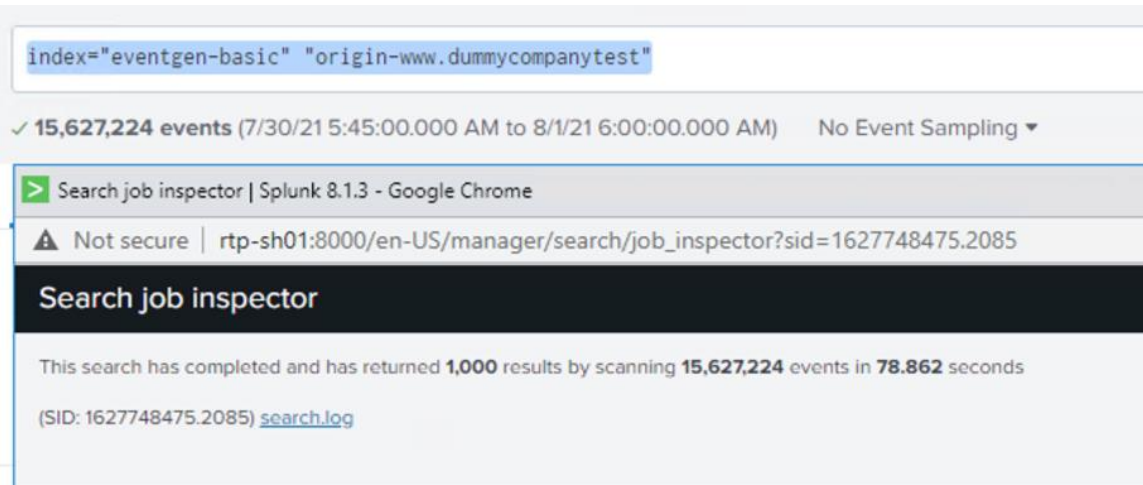 index="eventgen-basic" "origin-www.dummycompanytest"
✓ 15,627,224 events (7/30/21 5:45:00.000 AM to 8/1/21 6:00:00.000 AM) No Event Sampling ▾
Search job inspector | Splunk 8.1.3 - Google Chrome
Not secure | rtp-sh01:8000/en-US/manager/search/job_inspector?sid=1627748475.2085
Search job inspector
This search has completed and has returned 1,000 results by scanning 15,627,224 events in 78.862 seconds
(SID: 1627748475.2085) search.log